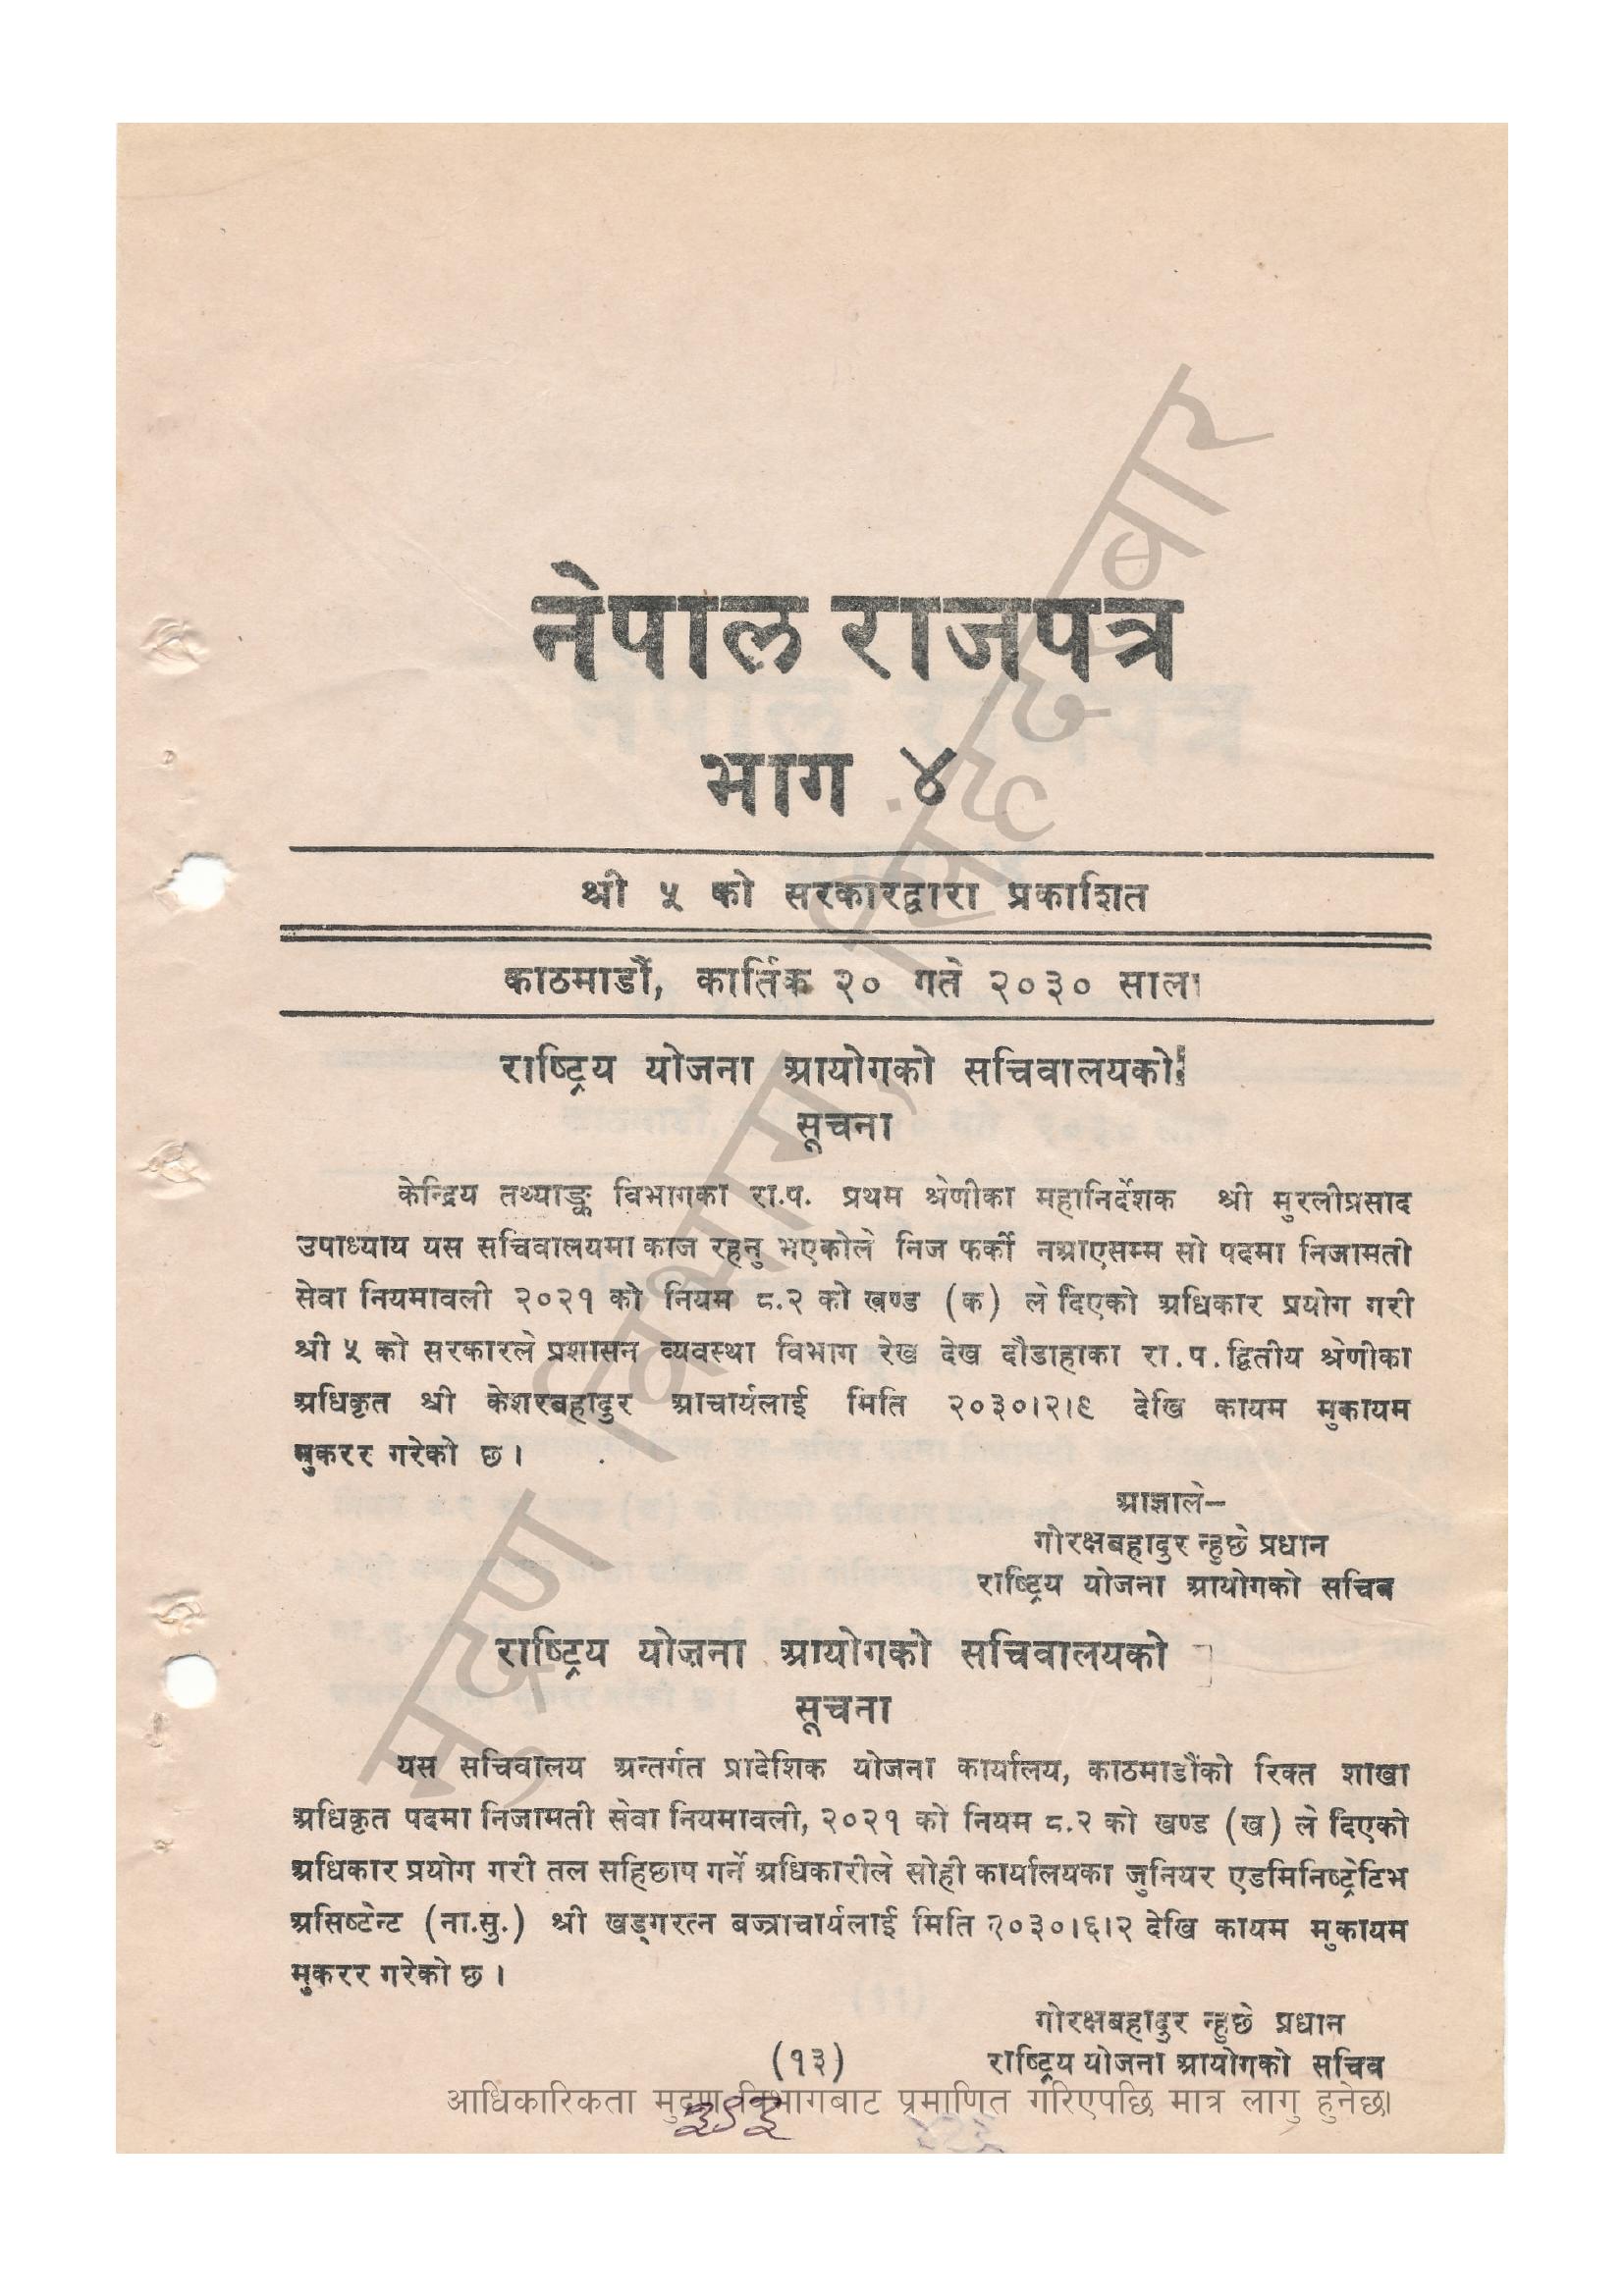 नेपाल राजपत्र
भाग ४
श्री ५ को सरकारद्वारा प्रकाशित
काठमाडौं, कार्तिक २० गते २०३० साल
राष्ट्रिय योजना आयोगको सचिवालयको
सूचना
केन्द्रिय तथ्याङ्क विभागका रा.प. प्रथम श्रेणीका महानिर्देशक श्री मुरलीप्रसाद
उपाध्याय यस सचिवालयमा काज रहनु भएकोले निज फर्की नआएसम्म सो पदमा निजामती
सेवा नियमावली २०२१ को नियम ८.२ को खण्ड (क) ले दिएको अधिकार प्रयोग गरी
श्री ५ को सरकारले प्रशासन व्यवस्था विभाग रेख देख दौडाहाका रा.प. द्वितीय श्रेणीका
अधिकृत श्री केशरबहादुर आचार्यलाई मिति २०३०।२।९ देखि कायम मुकायम
मुकरर गरेको छ ।
आज्ञाले–
गोरक्षबहादुर न्हुछे प्रधान
राष्ट्रिय योजना आयोगको सचिव
राष्ट्रिय योजना आयोगको सचिवालयको
सूचना
यस सचिवालय अन्तर्गत प्रादेशिक योजना कार्यालय, काठमाडौंको रिक्त शाखा
अधिकृत पदमा निजामती सेवा नियमावली, २०२१ को नियम ८.२ को खण्ड (ख) ले दिएको
अधिकार प्रयोग गरी तल सहिछाप गर्ने अधिकारीले सोही कार्यालयका जुनियर एडमिनिष्ट्रेटिभ
असिष्टेन्ट (ना.सु.) श्री खड्गरत्न बज्राचार्यलाई मिति २०३०।६।२ देखि कायम मुकायम
मुकरर गरेको छ ।
गोरक्षबहादुर न्हुछे प्रधान
(१३) राष्ट्रिय योजना आयोगको सचिव
आधिकारिकता मुद्रण विभागबाट प्रमाणित गरिएपछि मात्र लागु हुनेछ।
मुद्रण विभाग, सिंहदरबार